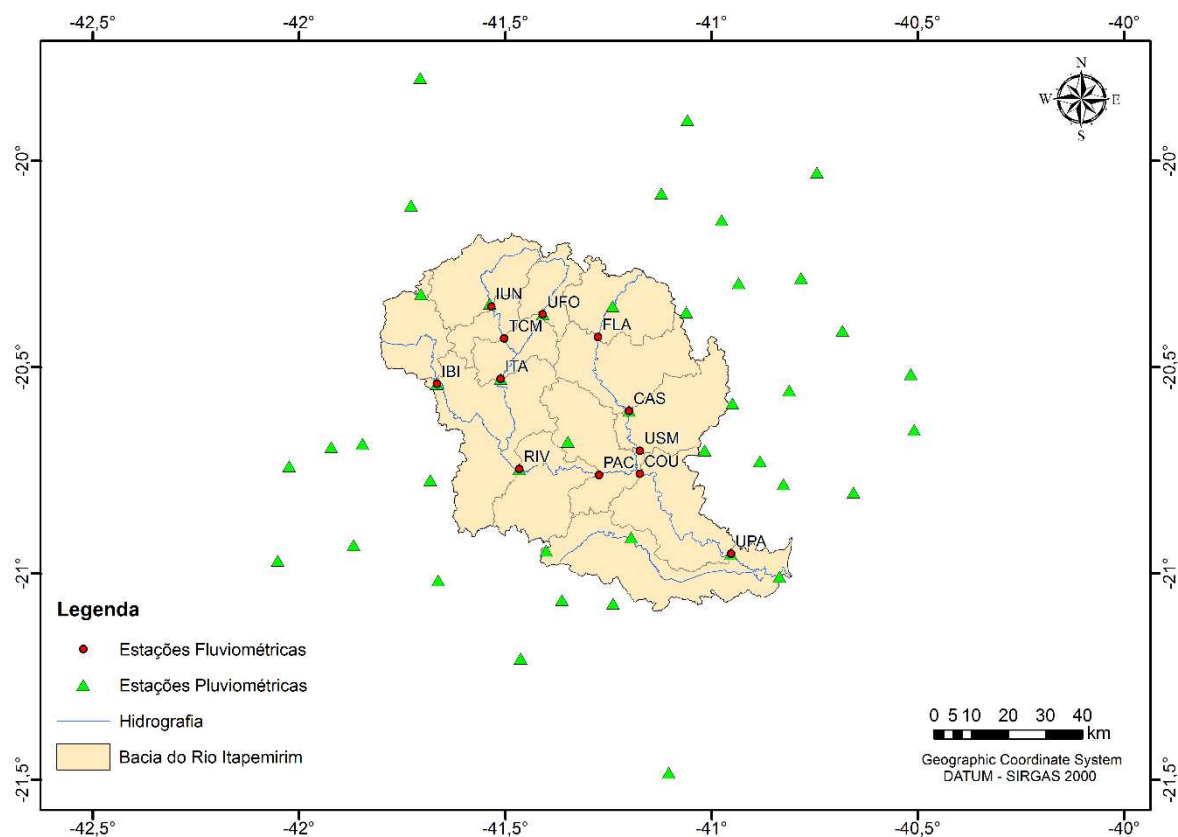 -42,5° -42° -41,5° -41° -40,5° -40°
N
W E
S
-20° -20°
IUN UFO
TCM FLA
-20,5° -20,5°
IBI ITA
CAS
USM
RIV PAC COU
UPA
-21° -21°
Legenda
Estações Fluviométricas
Estações Pluviométricas
Hidrografia
Bacia do Rio Itapemirim
0 5 10 20 30 40
km
Geographic Coordinate System
DATUM - SIRGAS 2000
-21,5° -21,5°
-42,5° -42° -41,5° -41° -40,5° -40°